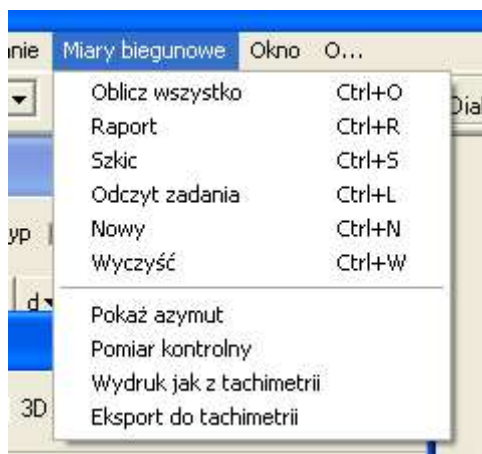 nie Miary biegunowe Okno O...
Oblicz wszystko Ctrl+O
Raport Ctrl+R
Szkic Ctrl+S
Odczyt zadania Ctrl+L
Nowy Ctrl+N
Wyczyść Ctrl+W
Pokaż azymut
Pomiar kontrolny
Wydruk jak z tachimetrii
Eksport do tachimetrii
Dial
yp
d
3D